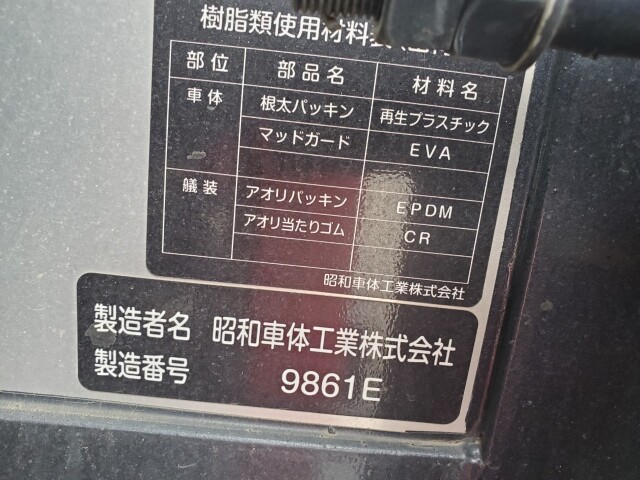 樹脂類使用材料
部位 部品名 材料名
車体 根太パッキン 再生プラスチック
マッドガード EVA
艤装 アオリパッキン EPDM
アオリ当たりゴム CR
昭和車体工業株式会社
製造者名 昭和車体工業株式会社
製造番号 9861E